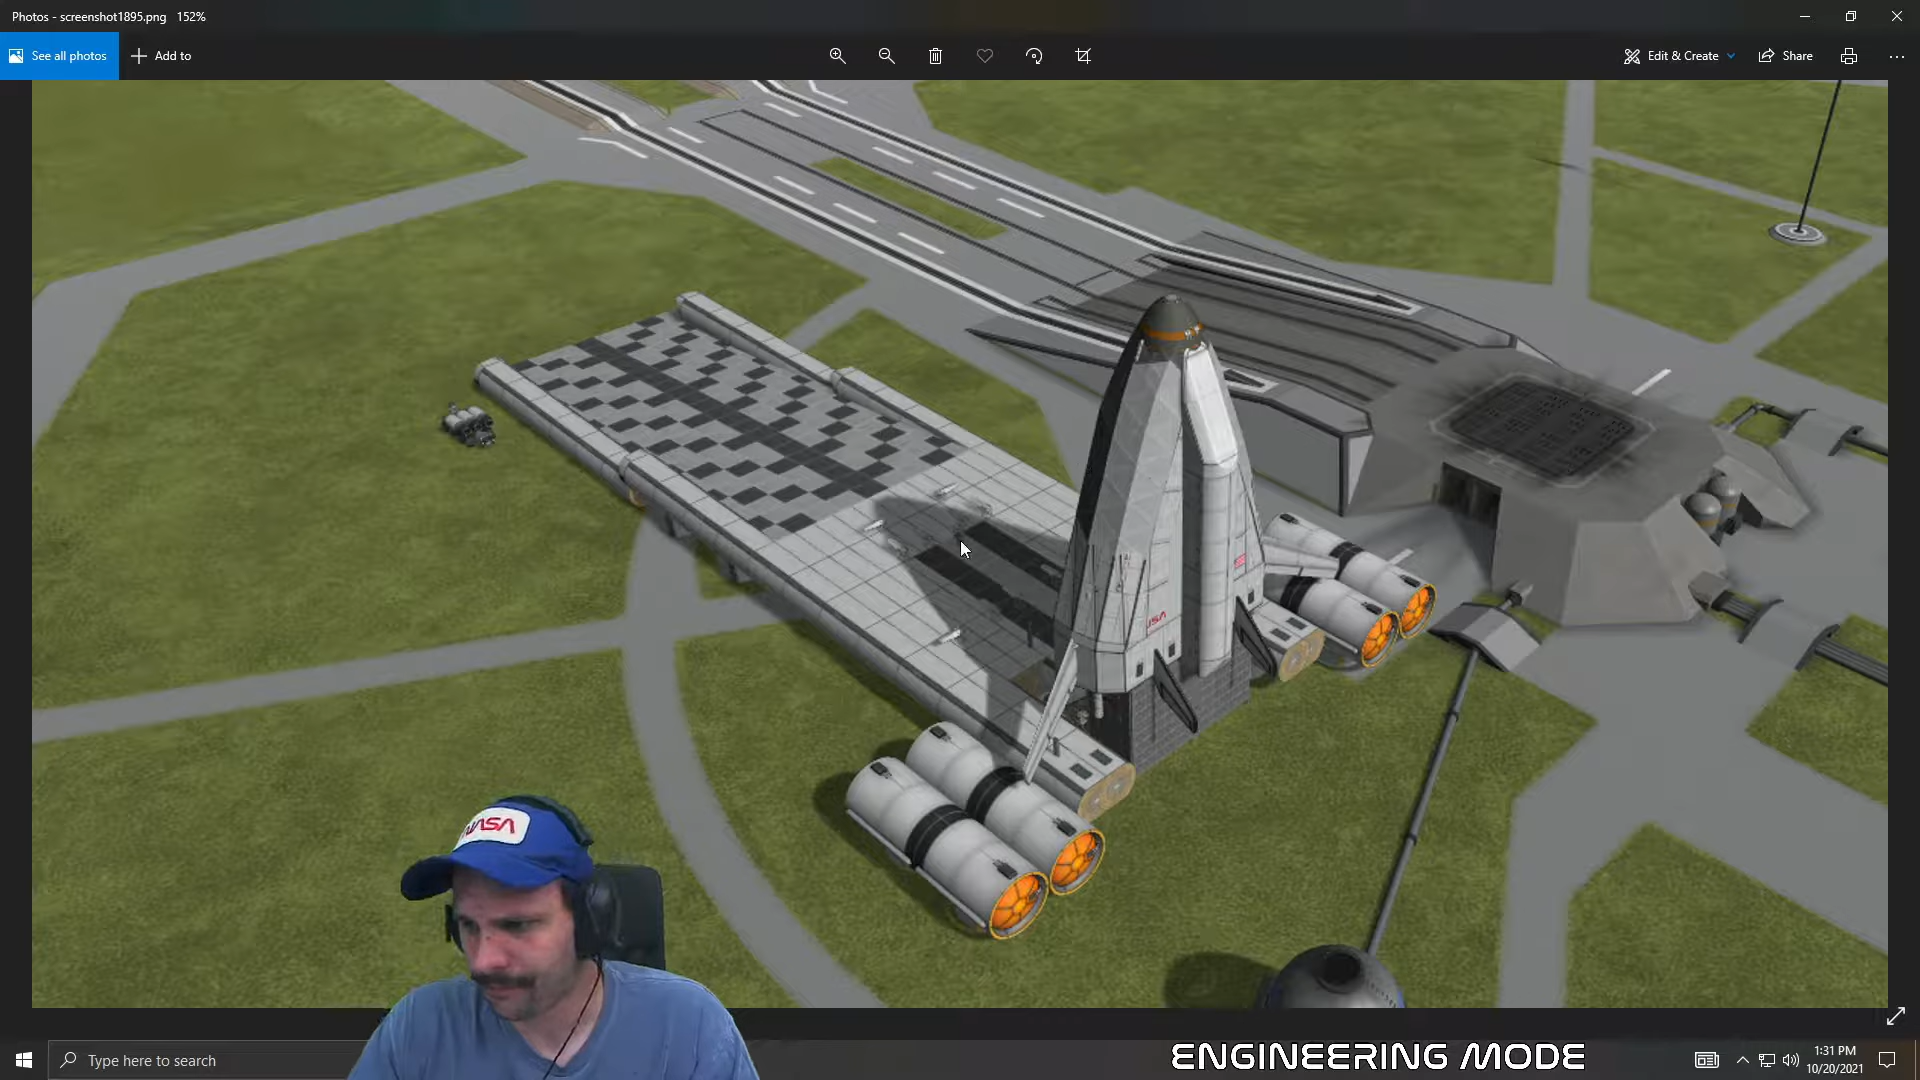 Photos - screenshot1895.png 152%
See all photos
Add to
Edit & Create
Share
NASA
ENGINEERING MODE
Type here to search
1:31 PM
10/20/2021